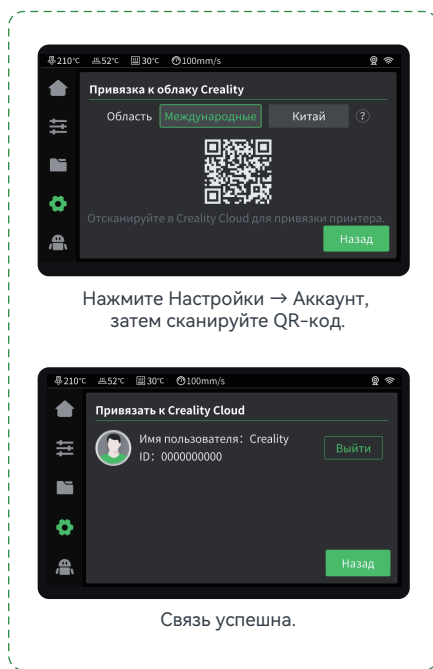 210℃ 52℃ 30℃ 100mm/s
Привязка к облаку Creality
Область Международные Китай ?
Отсканируйте в Creality Cloud для привязки принтера.
Назад
Нажмите Настройки → Аккаунт,
затем сканируйте QR-код.
210℃ 52℃ 30℃ 100mm/s
Привязать к Creality Cloud
Имя пользователя: Creality
Выйти
ID: 0000000000
Назад
Связь успешна.